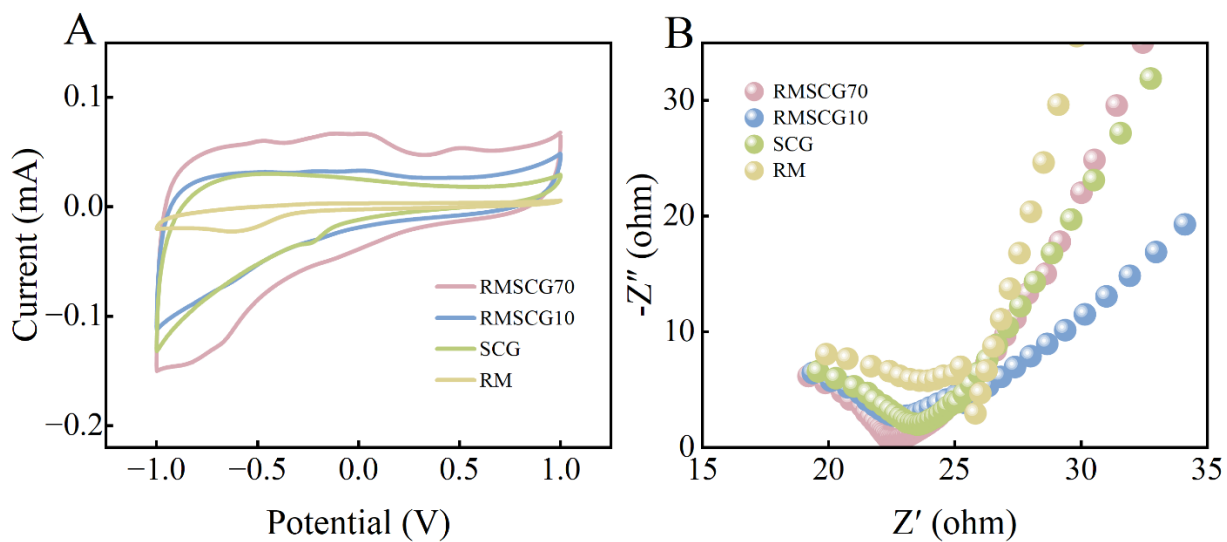 A
Current (mA)
0.1
0.0
−0.1
−0.2
RMSCG70
RMSCG10
SCG
RM
−1.0 −0.5 0.0 0.5 1.0
Potential (V)
B
-Z″ (ohm)
30
20
10
0
RMSCG70
RMSCG10
SCG
RM
15 20 25 30 35
Z′ (ohm)